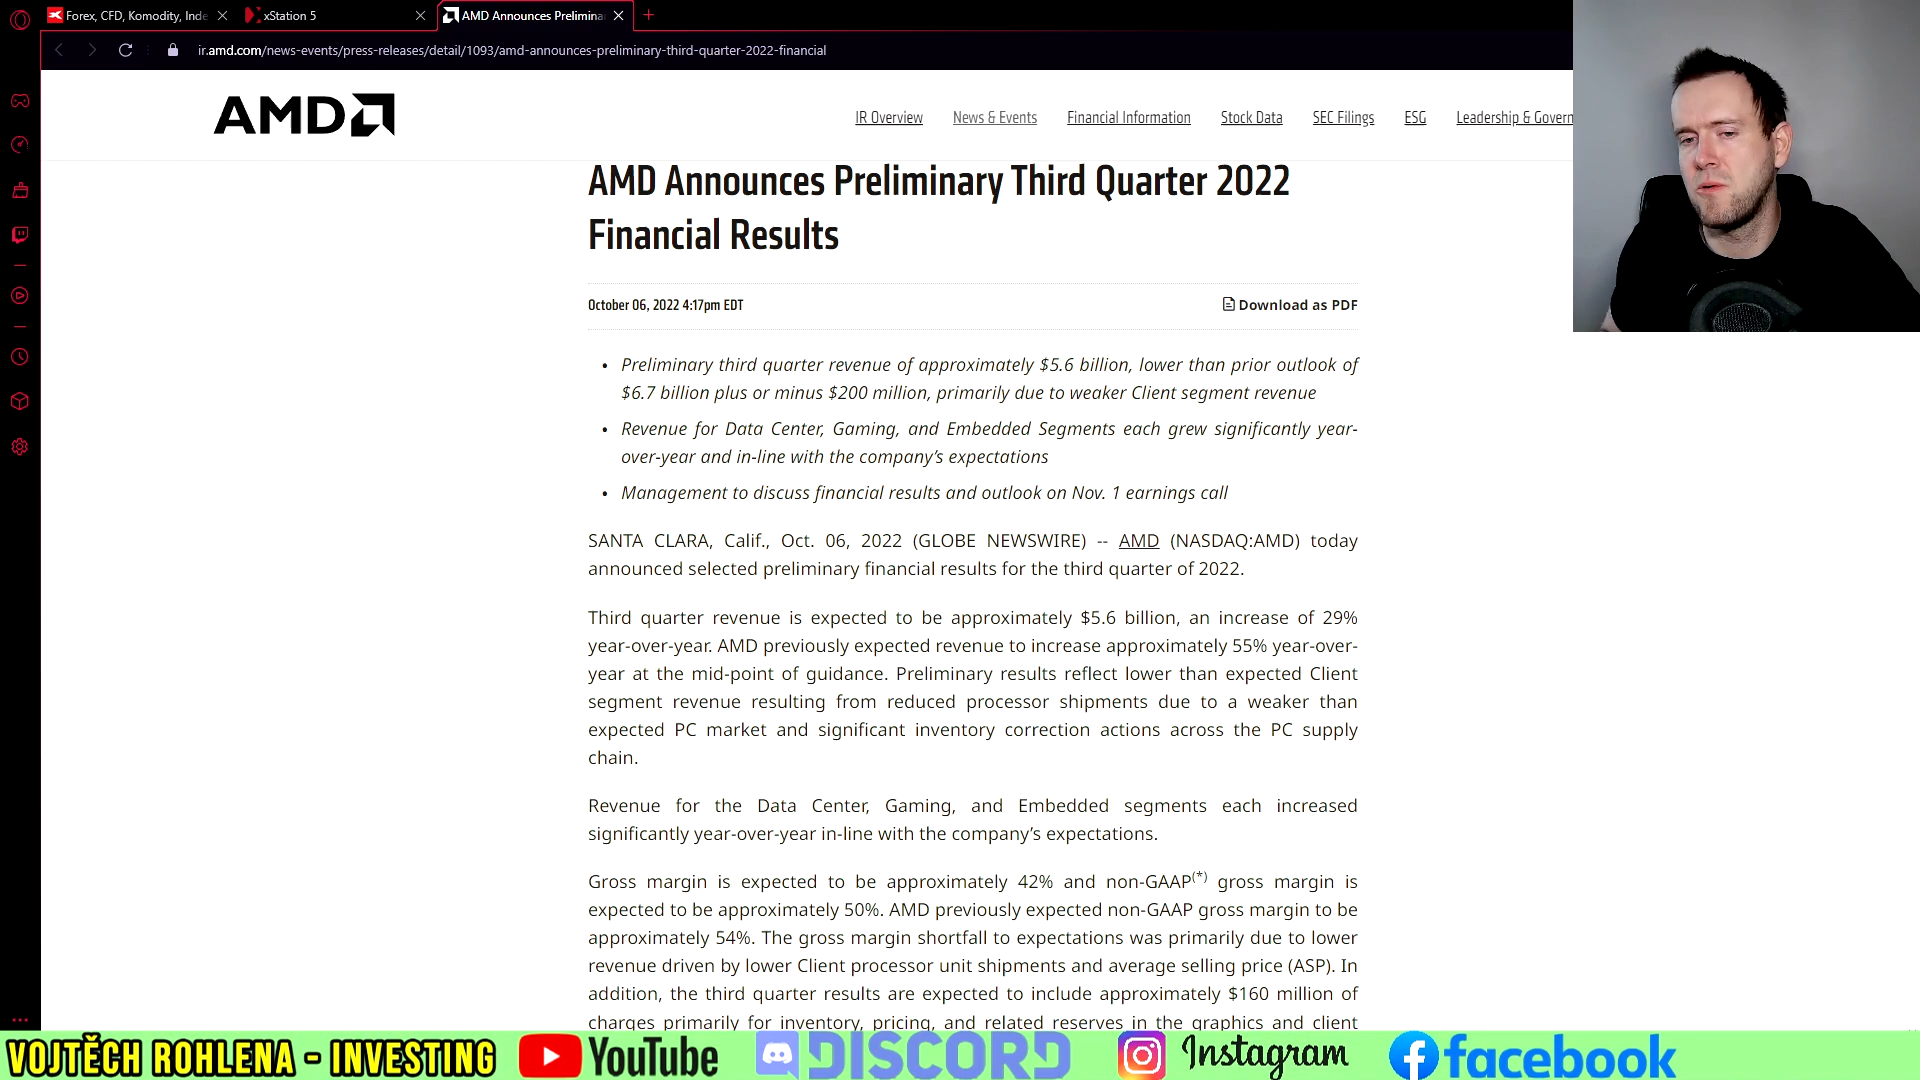 Forex, CFD, Komodity, Inde
xStation 5
AMD Announces Prelimina
ir.amd.com/news-events/press-releases/detail/1093/amd-announces-preliminary-third-quarter-2022-financial
AMD
IR Overview
News & Events
Financial Information
Stock Data
SEC Filings
ESG
Leadership & Govern
AMD Announces Preliminary Third Quarter 2022
Financial Results
October 06, 2022 4:17pm EDT
Download as PDF
• Preliminary third quarter revenue of approximately $5.6 billion, lower than prior outlook of
$6.7 billion plus or minus $200 million, primarily due to weaker Client segment revenue
• Revenue for Data Center, Gaming, and Embedded Segments each grew significantly year-
over-year and in-line with the company’s expectations
• Management to discuss financial results and outlook on Nov. 1 earnings call
SANTA CLARA, Calif., Oct. 06, 2022 (GLOBE NEWSWIRE) -- AMD (NASDAQ:AMD) today
announced selected preliminary financial results for the third quarter of 2022.
Third quarter revenue is expected to be approximately $5.6 billion, an increase of 29%
year-over-year. AMD previously expected revenue to increase approximately 55% year-over-
year at the mid-point of guidance. Preliminary results reflect lower than expected Client
segment revenue resulting from reduced processor shipments due to a weaker than
expected PC market and significant inventory correction actions across the PC supply
chain.
Revenue for the Data Center, Gaming, and Embedded segments each increased
significantly year-over-year in-line with the company’s expectations.
Gross margin is expected to be approximately 42% and non-GAAP(*) gross margin is
expected to be approximately 50%. AMD previously expected non-GAAP gross margin to be
approximately 54%. The gross margin shortfall to expectations was primarily due to lower
revenue driven by lower Client processor unit shipments and average selling price (ASP). In
addition, the third quarter results are expected to include approximately $160 million of
charges primarily for inventory, pricing, and related reserves in the graphics and client
VOJTĚCH ROHLENA - INVESTING
YouTube
DISCORD
Instagram
facebook